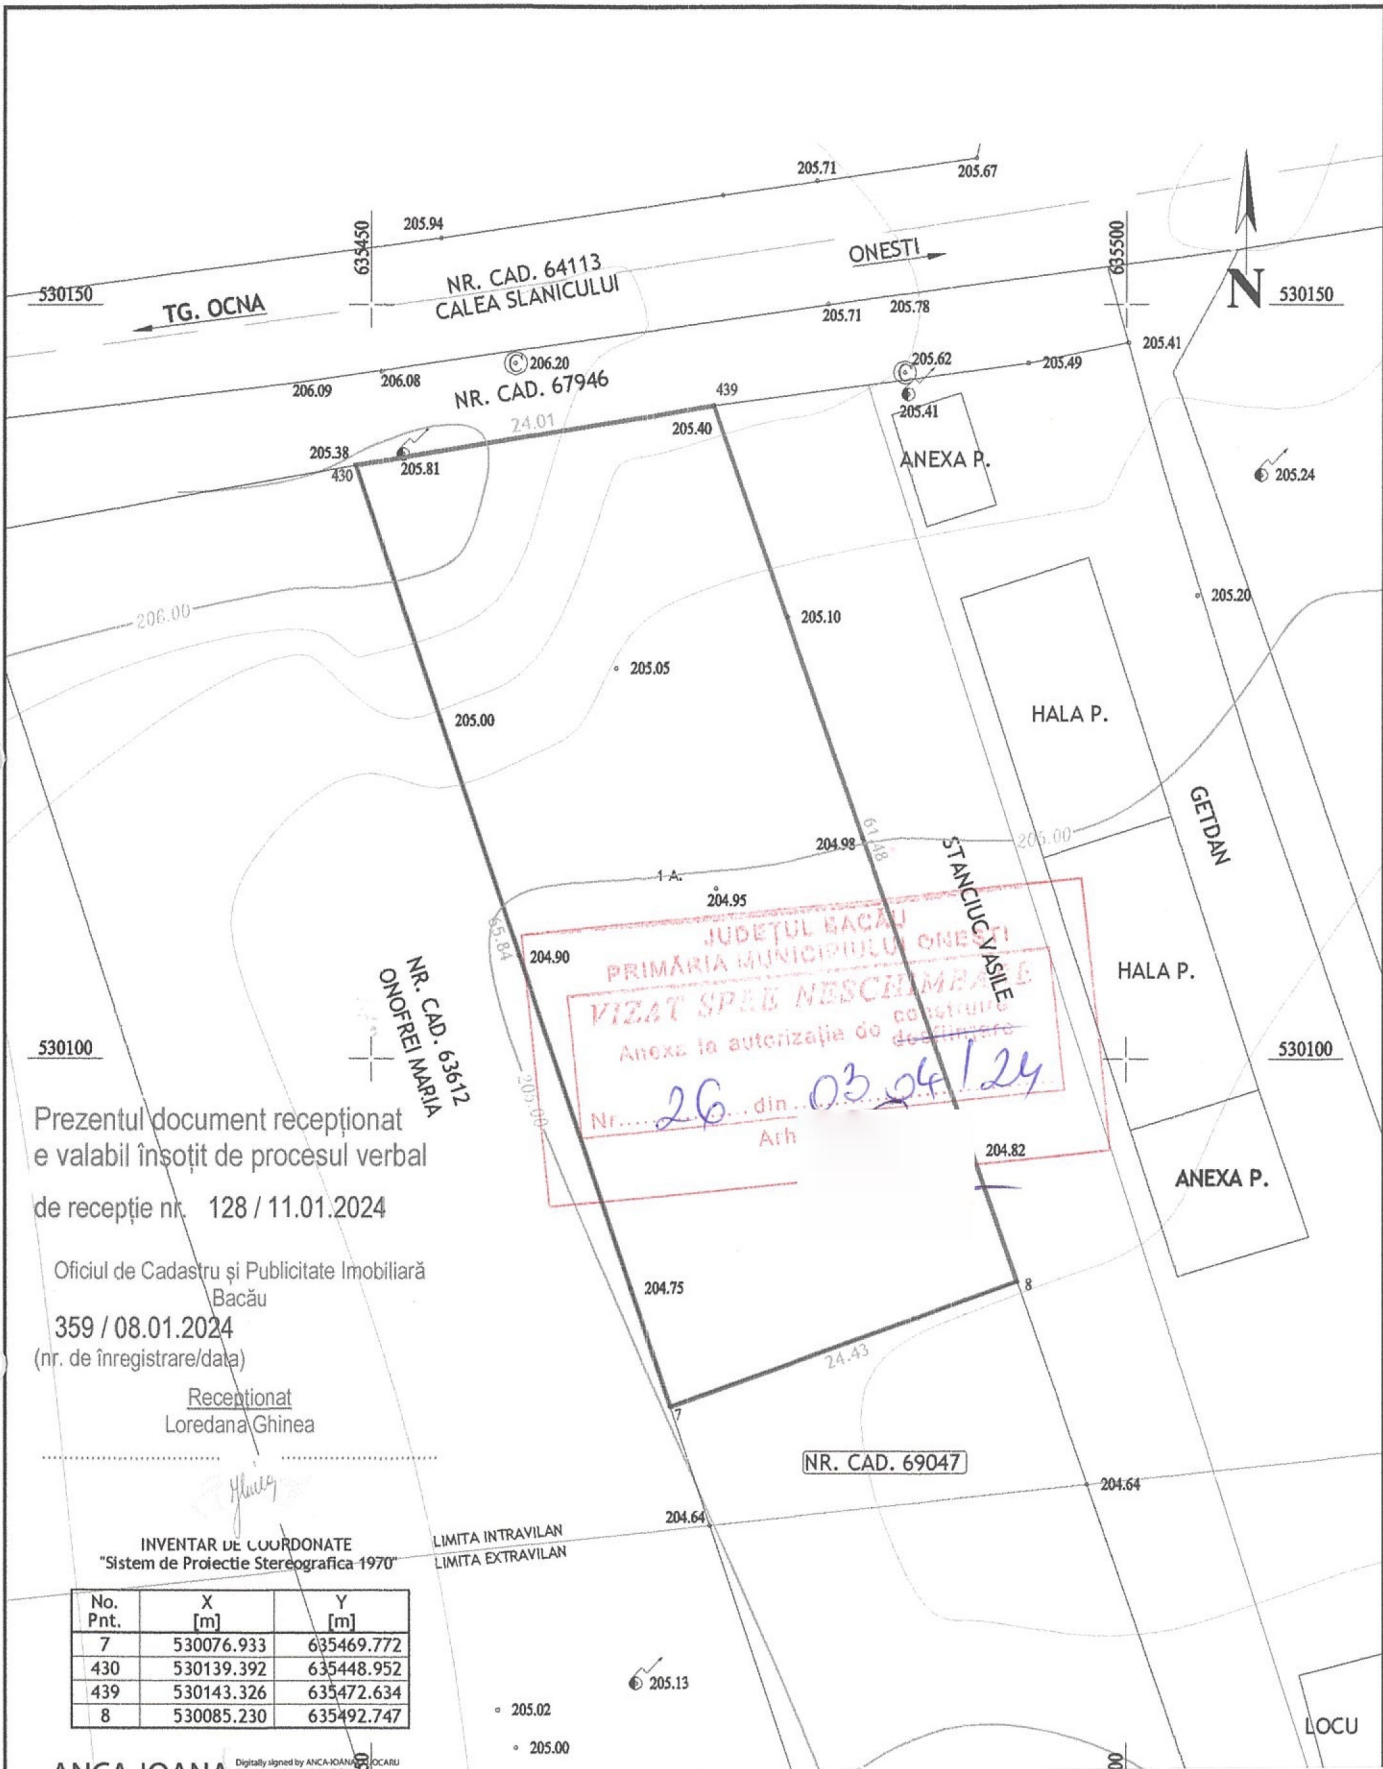 205.71
205.67
205.94
635450
635500
NR. CAD. 64113
CALEA SLANICULUI
ONESTI
530150
TG. OCNA
N
530150
205.71
205.78
205.41
206.20
205.62
205.49
206.09
206.08
NR. CAD. 67946
439
205.41
24.01
205.40
205.38
205.81
430
ANEXA P.
205.24
206.00
205.20
205.10
205.05
205.00
HALA P.
GETDAN
61.48
204.98
205.00
STANCIUC VASILE
1 A.
204.95
65.84
204.90
NR. CAD. 63612
ONOFREI MARIA
HALA P.
JUDEȚUL BACĂU
PRIMĂRIA MUNICIPIULUI ONEȘTI
VIZAT SPRE NESCHIMBARE
construire
Anexa la autorizația de desființare
Nr. 26 din 03.04/24
Arh
530100
530100
205.00
204.82
ANEXA P.
Prezentul document recepționat
e valabil însoțit de procesul verbal
de recepție nr. 128 / 11.01.2024
Oficiul de Cadastru și Publicitate Imobiliară
Bacău
359 / 08.01.2024
(nr. de înregistrare/data)
Recepționat
Loredana Ghinea
204.75
8
24.43
7
NR. CAD. 69047
204.64
204.64
LIMITA INTRAVILAN
LIMITA EXTRAVILAN
INVENTAR DE COORDONATE
"Sistem de Proiectie Stereografica 1970"
No. Pnt. X [m] Y [m]
7 530076.933 635469.772
430 530139.392 635448.952
439 530143.326 635472.634
8 530085.230 635492.747
205.13
205.02
205.00
LOCU
ANCA-IOANA
Digitally signed by ANCA-IOANA COJOCARU